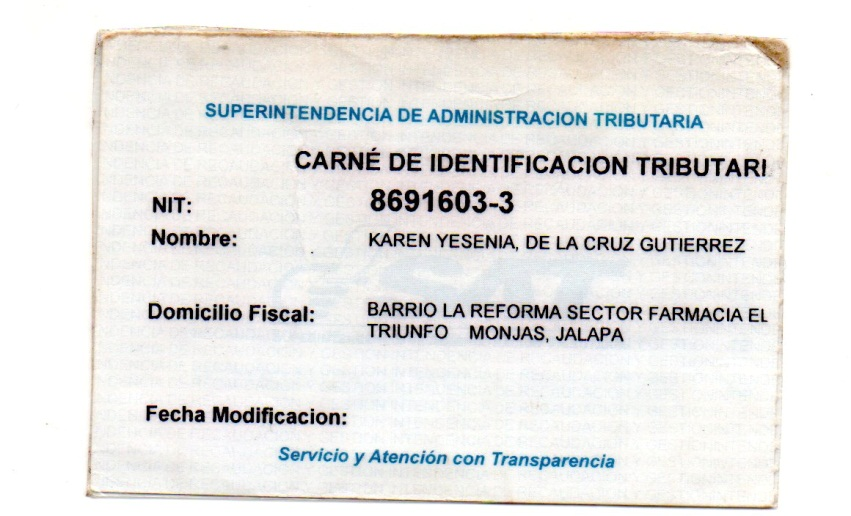 SUPERINTENDENCIA DE ADMINISTRACION TRIBUTARIA
CARNÉ DE IDENTIFICACION TRIBUTARI
NIT: 8691603-3
Nombre: KAREN YESENIA, DE LA CRUZ GUTIERREZ
SAT
Domicilio Fiscal: BARRIO LA REFORMA SECTOR FARMACIA EL
TRIUNFO MONJAS, JALAPA
Fecha Modificacion:
Servicio y Atención con Transparencia